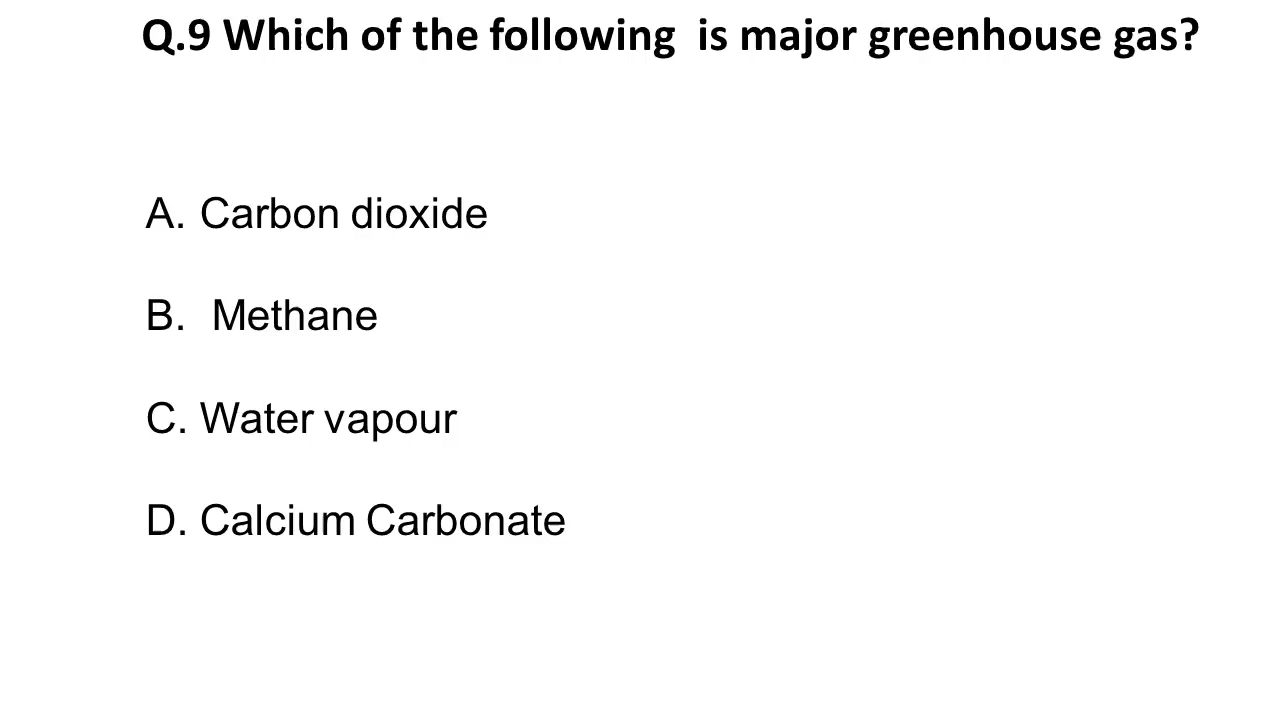 Q.9 Which of the following  is major greenhouse gas?
A. Carbon dioxide
B.  Methane
C. Water vapour
D. Calcium Carbonate